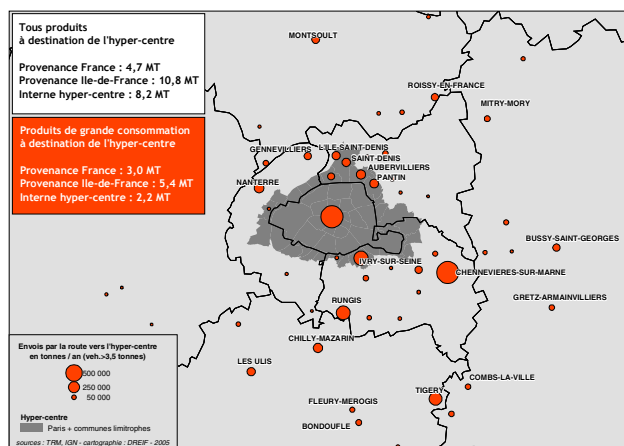 Tous produits
à destination de l'hyper-centre
Provenance France : 4,7 MT
Provenance Ile-de-France : 10,8 MT
Interne hyper-centre : 8,2 MT
Produits de grande consommation
à destination de l'hyper-centre
Provenance France : 3,0 MT
Provenance Ile-de-France : 5,4 MT
Interne hyper-centre : 2,2 MT
MONTSOULT
ROISSY-EN-FRANCE
MITRY-MORY
GENNEVILLIERS
L'ILE-SAINT-DENIS
SAINT-DENIS
AUBERVILLIERS
PANTIN
NANTERRE
BUSSY-SAINT-GEORGES
IVRY-SUR-SEINE
CHENNEVIERES-SUR-MARNE
RUNGIS
GRETZ-ARMAINVILLIERS
CHILLY-MAZARIN
LES ULIS
COMBS-LA-VILLE
TIGERY
FLEURY-MEROGIS
BONDOUFLE
Envois par la route vers l'hyper-centre
en tonnes / an (veh.>3,5 tonnes)
500 000
250 000
50 000
Hyper-centre
Paris + communes limitrophes
sources : TRM, IGN - cartographie : DREIF - 2005